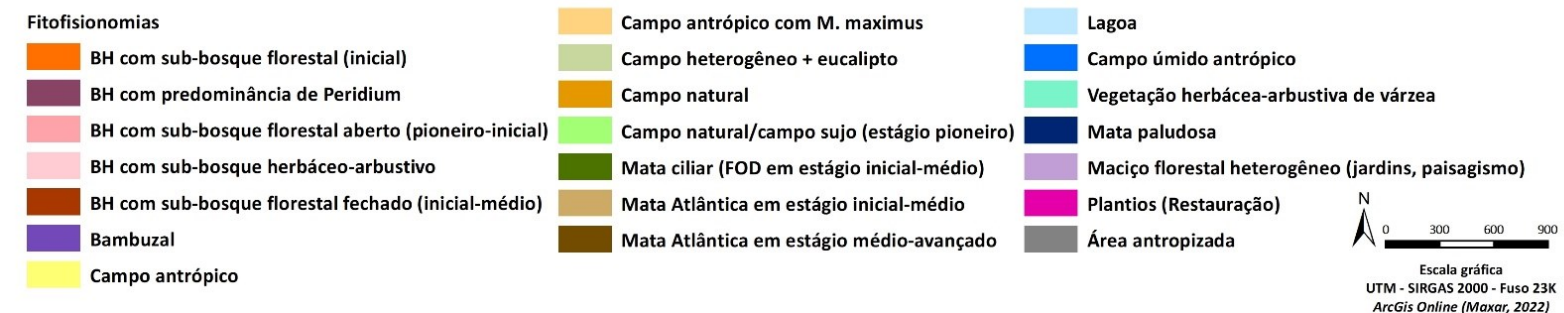 Fitofisionomias
BH com sub-bosque florestal (inicial)
BH com predominância de Peridium
BH com sub-bosque florestal aberto (pioneiro-inicial)
BH com sub-bosque herbáceo-arbustivo
BH com sub-bosque florestal fechado (inicial-médio)
Bambuzal
Campo antrópico
Campo antrópico com M. maximus
Campo heterogêneo + eucalipto
Campo natural
Campo natural/campo sujo (estágio pioneiro)
Mata ciliar (FOD em estágio inicial-médio)
Mata Atlântica em estágio inicial-médio
Mata Atlântica em estágio médio-avançado
Lagoa
Campo úmido antrópico
Vegetação herbácea-arbustiva de várzea
Mata paludosa
Maciço florestal heterogêneo (jardins, paisagismo)
Plantios (Restauração)
Área antropizada
N
0 300 600 900
Escala gráfica
UTM - SIRGAS 2000 - Fuso 23K
ArcGis Online (Maxar, 2022)